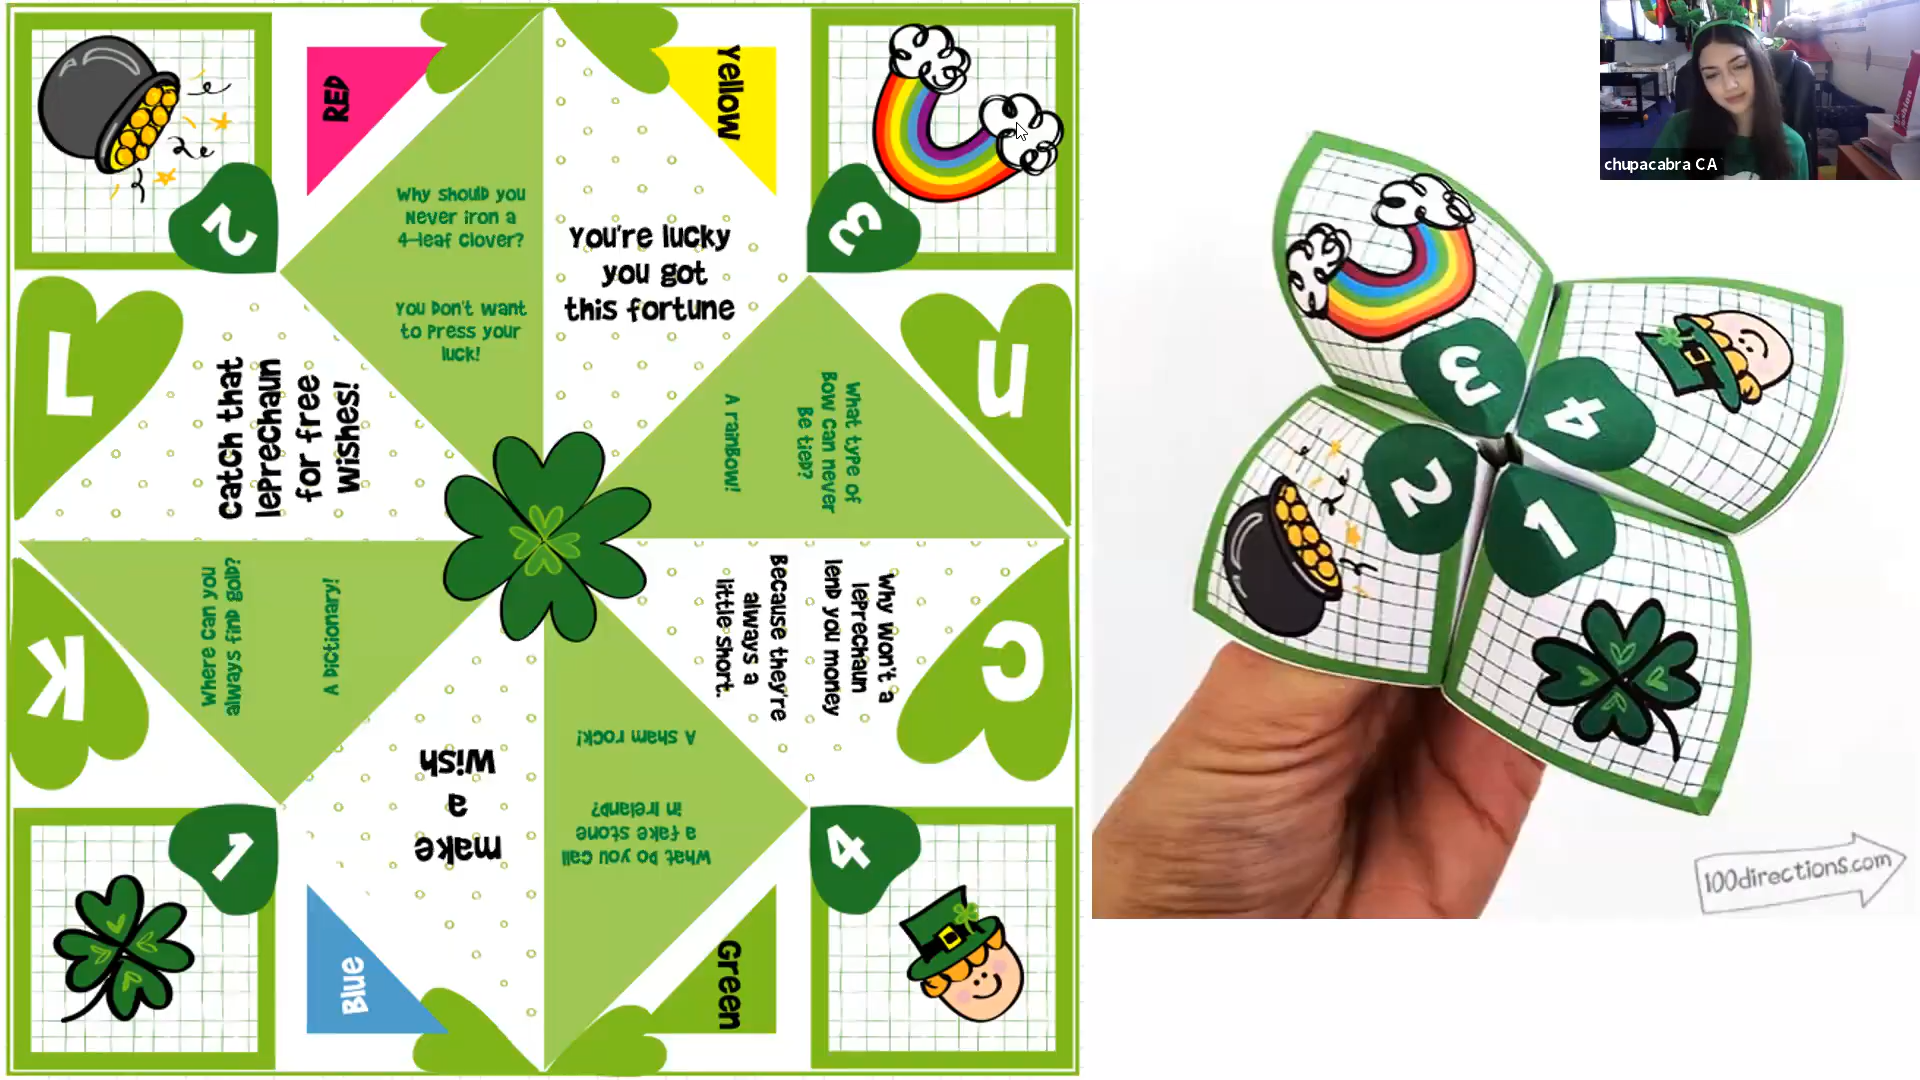 RED
Yellow
2
3
Why should you
Never iron a
4-leaf clover?
You Don't want
to Press your
luck!
you're lucky
you got
this fortune
L
U
catch that
leprechaun
for free
wishes!
What type of
Bow can never
Be tied?
A rainbow!
Where can you
always find gold?
A Dictionary!
Why won't a
leprechaun
lend you money
Because they're
always a
little short.
K
C
make
a
wish
What Do you call
a fake stone
in Ireland?
A sham rock!
1
4
Blue
Green
3
4
2
1
100directions.com
chupacabra CA